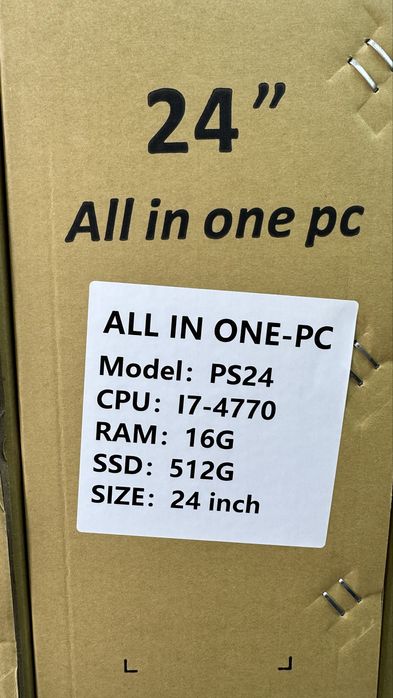 24”
All in one pc
ALL IN ONE-PC
Model: PS24
CPU: I7-4770
RAM: 16G
SSD: 512G
SIZE: 24 inch